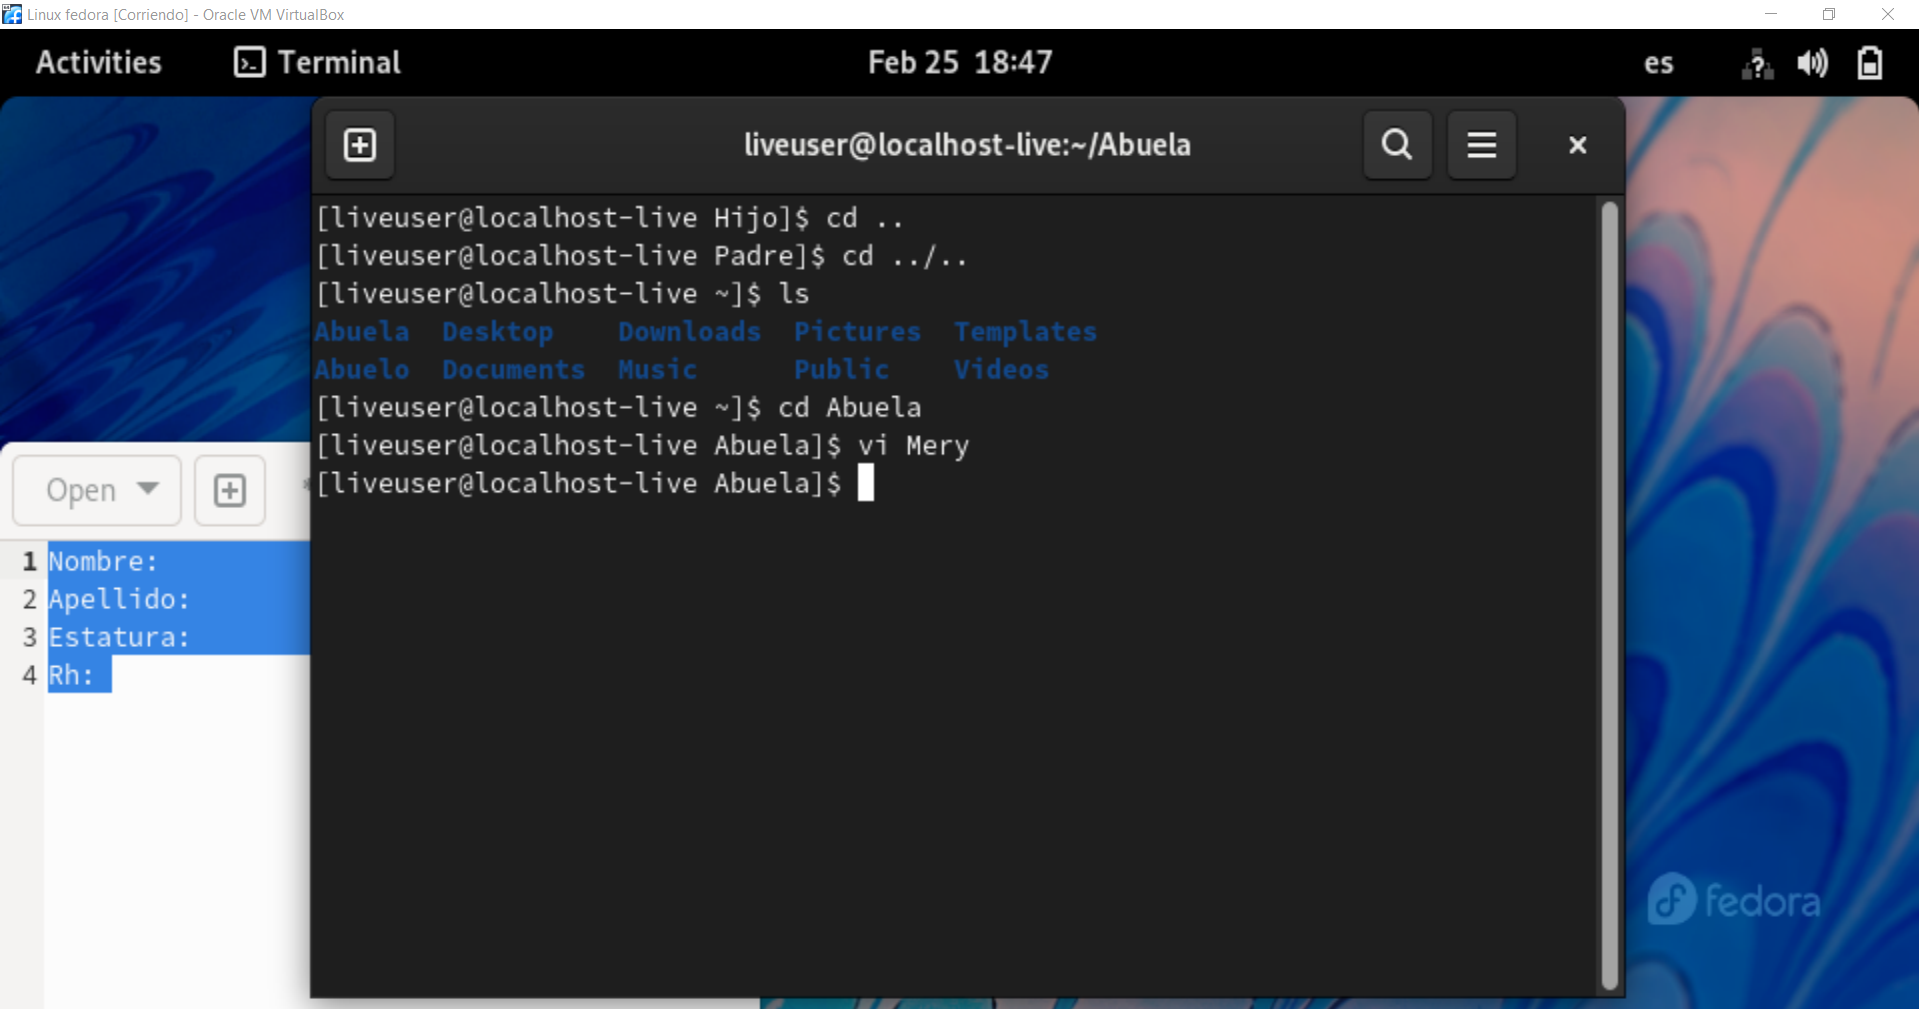 Linux fedora [Corriendo] - Oracle VM VirtualBox
Activities Terminal Feb 25 18:47 es
liveuser@localhost-live:~/Abuela
[liveuser@localhost-live Hijo]$ cd ..
[liveuser@localhost-live Padre]$ cd ../..
[liveuser@localhost-live ~]$ ls
Abuela Desktop Downloads Pictures Templates
Abuelo Documents Music Public Videos
[liveuser@localhost-live ~]$ cd Abuela
[liveuser@localhost-live Abuela]$ vi Mery
[liveuser@localhost-live Abuela]$
Open
1 Nombre:
2 Apellido:
3 Estatura:
4 Rh:
fedora